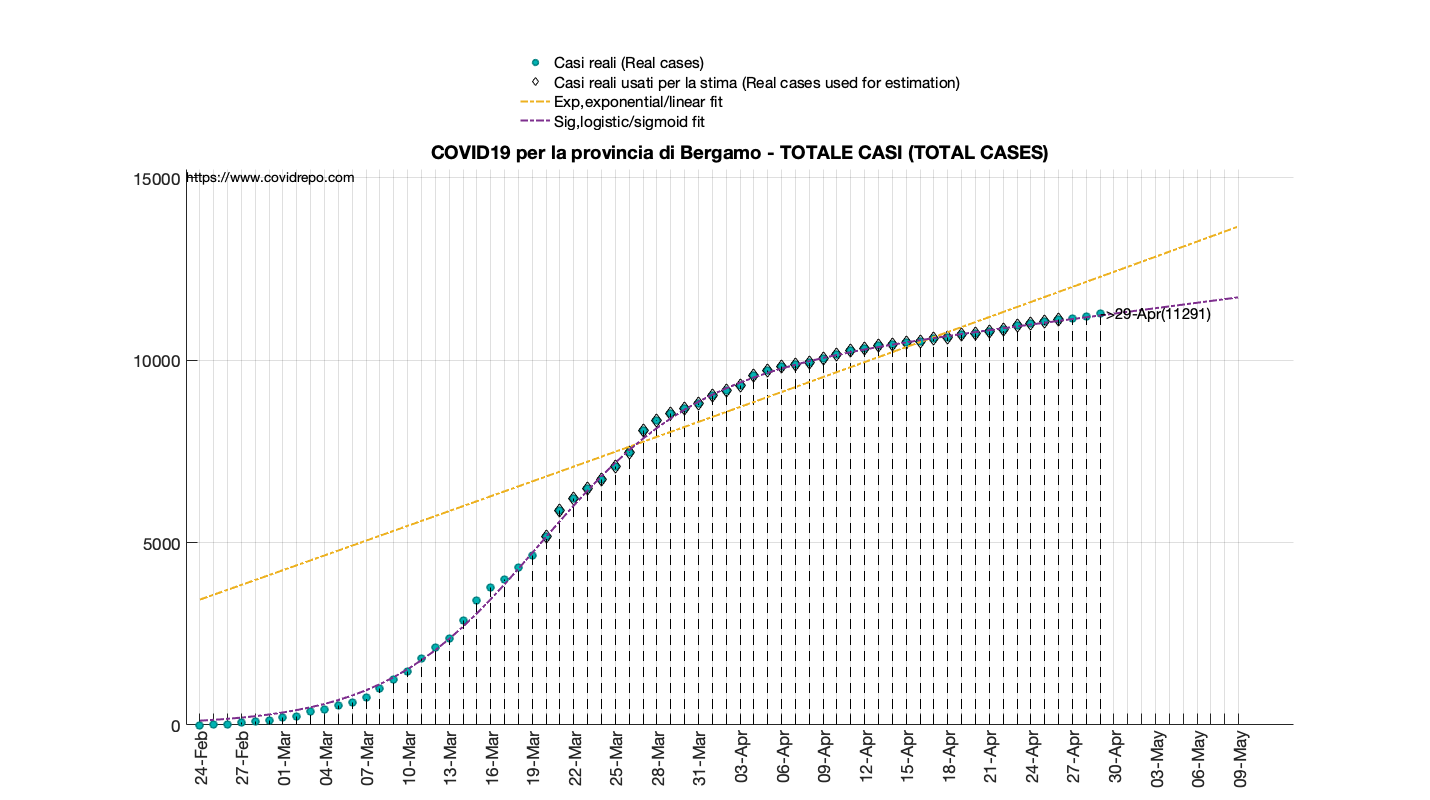 Casi reali (Real cases)
Casi reali usati per la stima (Real cases used for estimation)
Exp,exponential/linear fit
Sig,logistic/sigmoid fit
COVID19 per la provincia di Bergamo - TOTALE CASI (TOTAL CASES)
https://www.covidrepo.com
15000
10000
5000
0
>29-Apr(11291)
24-Feb
27-Feb
01-Mar
04-Mar
07-Mar
10-Mar
13-Mar
16-Mar
19-Mar
22-Mar
25-Mar
28-Mar
31-Mar
03-Apr
06-Apr
09-Apr
12-Apr
15-Apr
18-Apr
21-Apr
24-Apr
27-Apr
30-Apr
03-May
06-May
09-May